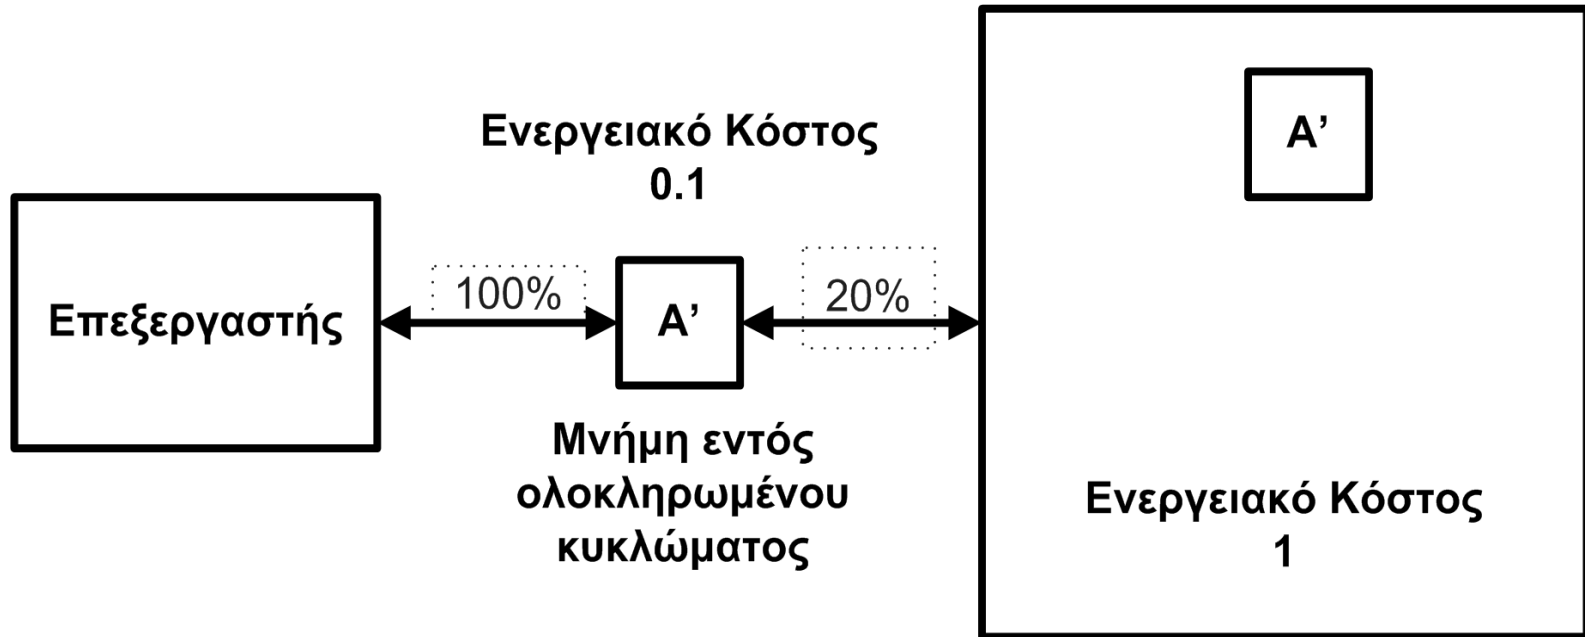 Ενεργειακό Κόστος
0.1
Α’
Επεξεργαστής
100%
Α’
20%
Μνήμη εντός
ολοκληρωμένου
κυκλώματος
Ενεργειακό Κόστος
1